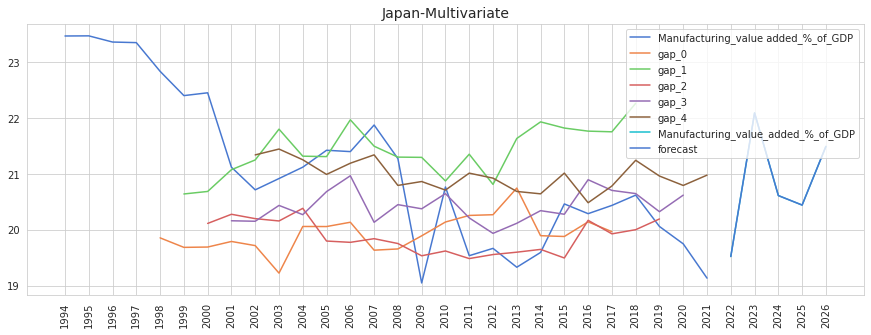 Japan-Multivariate
Manufacturing_value added_%_of_GDP
gap_0
gap_1
gap_2
gap_3
gap_4
Manufacturing_value_added_%_of_GDP
forecast
23
22
21
20
19
1994 1995 1996 1997 1998 1999 2000 2001 2002 2003 2004 2005 2006 2007 2008 2009 2010 2011 2012 2013 2014 2015 2016 2017 2018 2019 2020 2021 2022 2023 2024 2025 2026